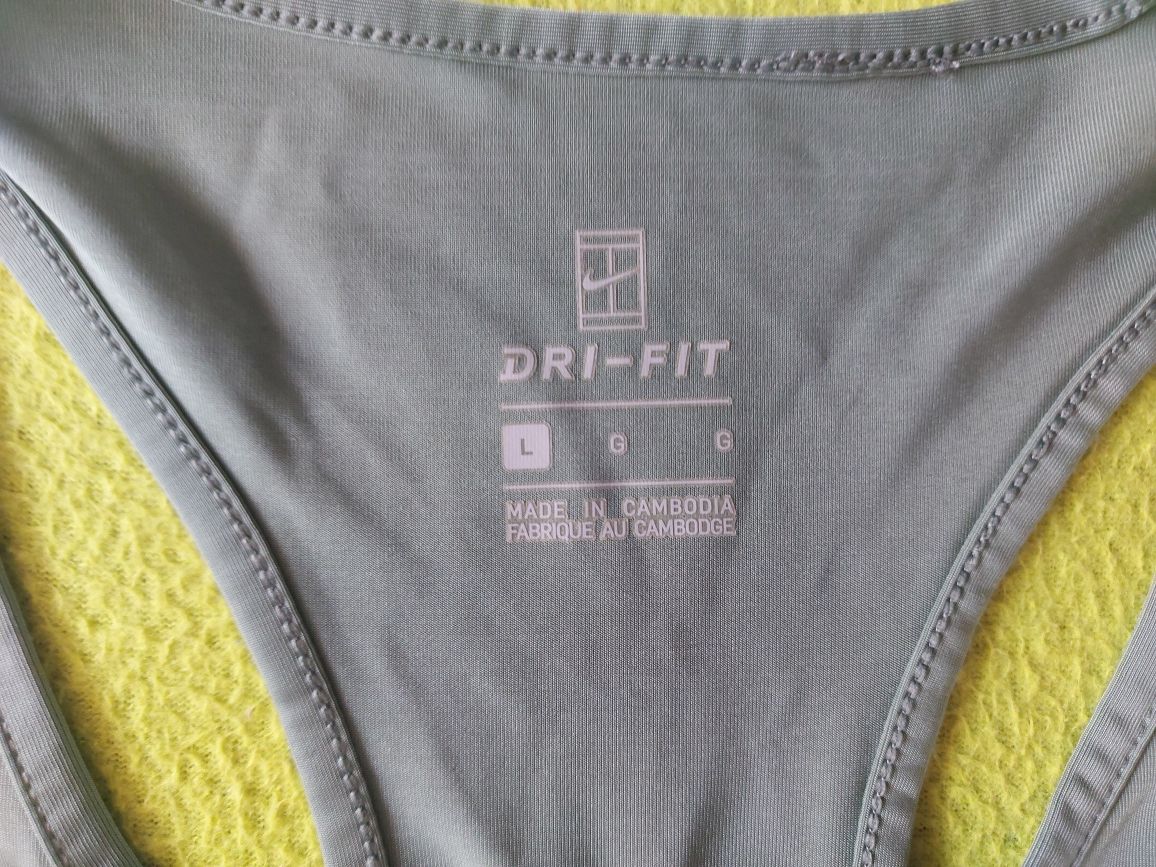 DRI-FIT
L G G
MADE IN CAMBODIA
FABRIQUE AU CAMBODGE